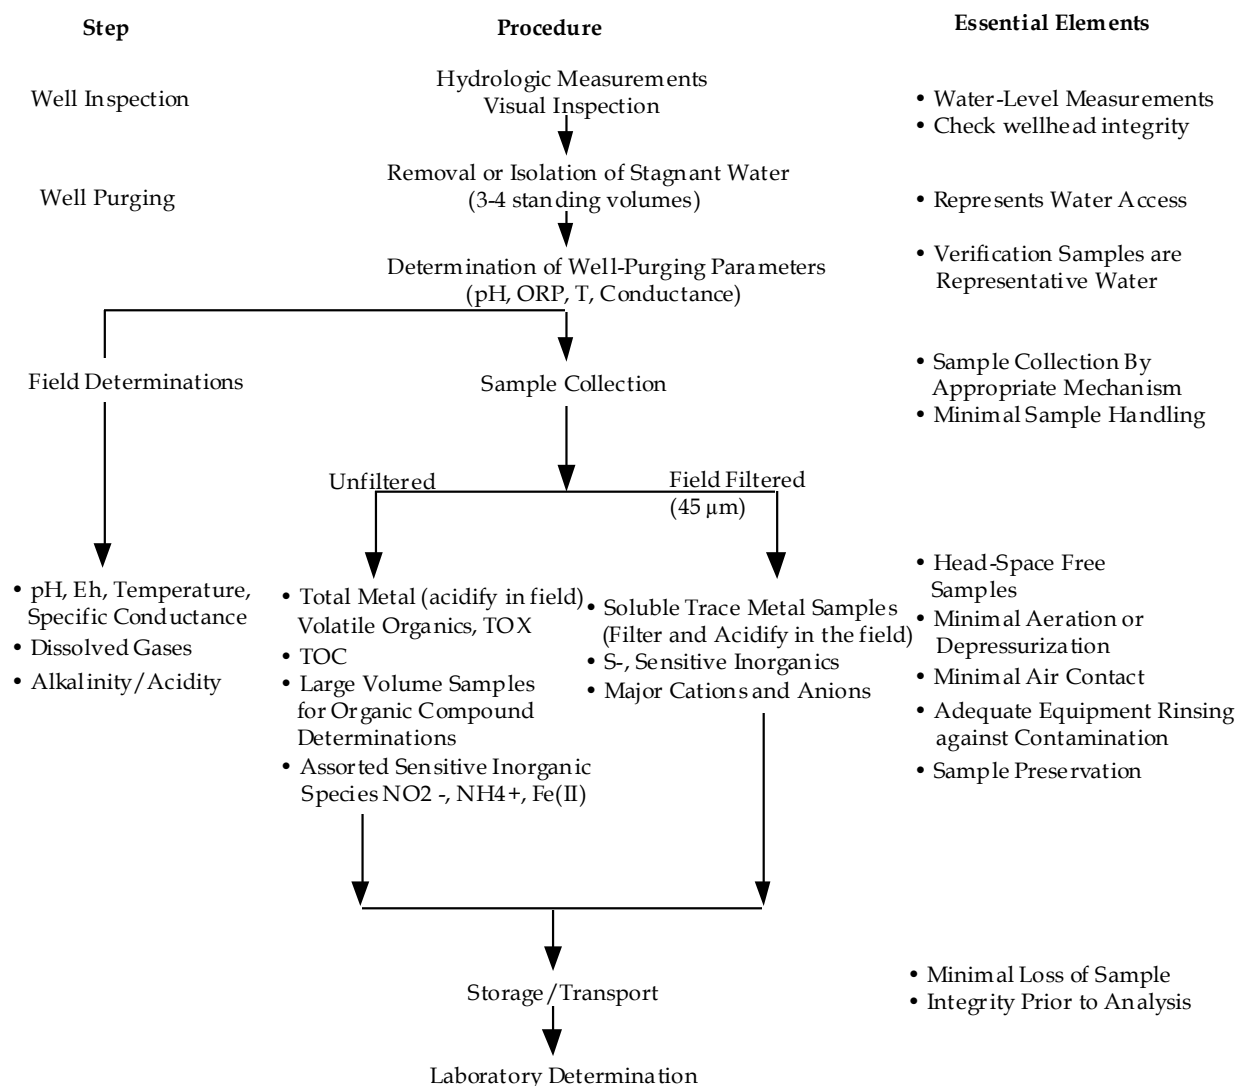 Step
Procedure
Essential Elements
Well Inspection
Hydrologic Measurements
Visual Inspection
• Water-Level Measurements
• Check wellhead integrity
Well Purging
Removal or Isolation of Stagnant Water
(3-4 standing volumes)
• Represents Water Access
Determination of Well-Purging Parameters
(pH, ORP, T, Conductance)
• Verification Samples are
Representative Water
Field Determinations
Sample Collection
• Sample Collection By
Appropriate Mechanism
• Minimal Sample Handling
Unfiltered
Field Filtered
(45 µm)
• pH, Eh, Temperature,
Specific Conductance
• Dissolved Gases
• Alkalinity/Acidity
• Total Metal (acidify in field)
Volatile Organics, TOX
• TOC
• Large Volume Samples
for Organic Compound
Determinations
• Assorted Sensitive Inorganic
Species NO2 -, NH4+, Fe(II)
• Soluble Trace Metal Samples
(Filter and Acidify in the field)
• S-, Sensitive Inorganics
• Major Cations and Anions
• Head-Space Free
Samples
• Minimal Aeration or
Depressurization
• Minimal Air Contact
• Adequate Equipment Rinsing
against Contamination
• Sample Preservation
Storage/Transport
• Minimal Loss of Sample
• Integrity Prior to Analysis
Laboratory Determination